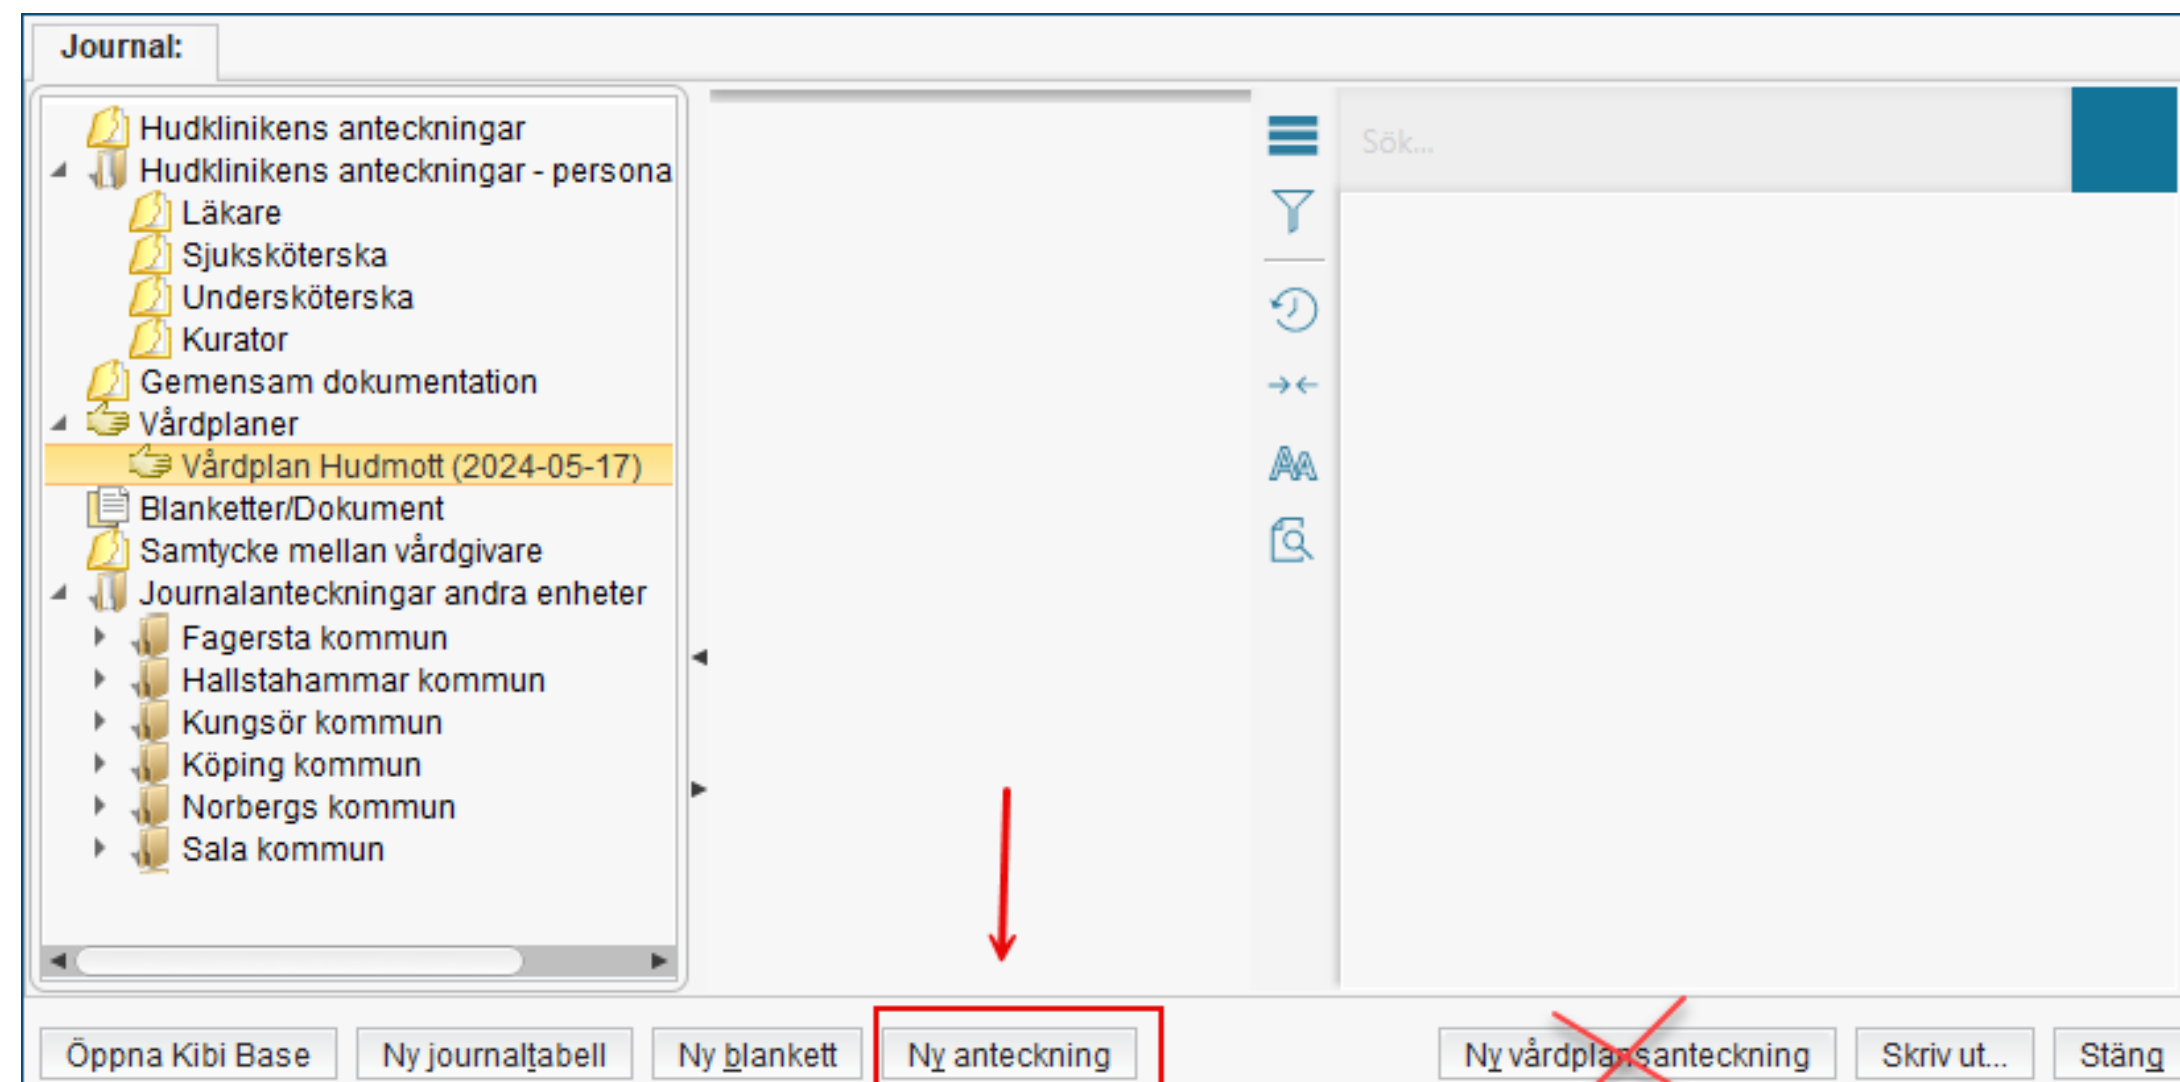 Journal:
Hudklinikens anteckningar
Hudklinikens anteckningar - persona
Läkare
Sjuksköterska
Undersköterska
Kurator
Gemensam dokumentation
Vårdplaner
Vårdplan Hudmott (2024-05-17)
Blanketter/Dokument
Samtycke mellan vårdgivare
Journalanteckningar andra enheter
Fagersta kommun
Hallstahammar kommun
Kungsör kommun
Köping kommun
Norbergs kommun
Sala kommun
Sök...
AA
Öppna Kibi Base Ny journaltabell Ny blankett Ny anteckning Ny vårdplansanteckning Skriv ut... Stäng